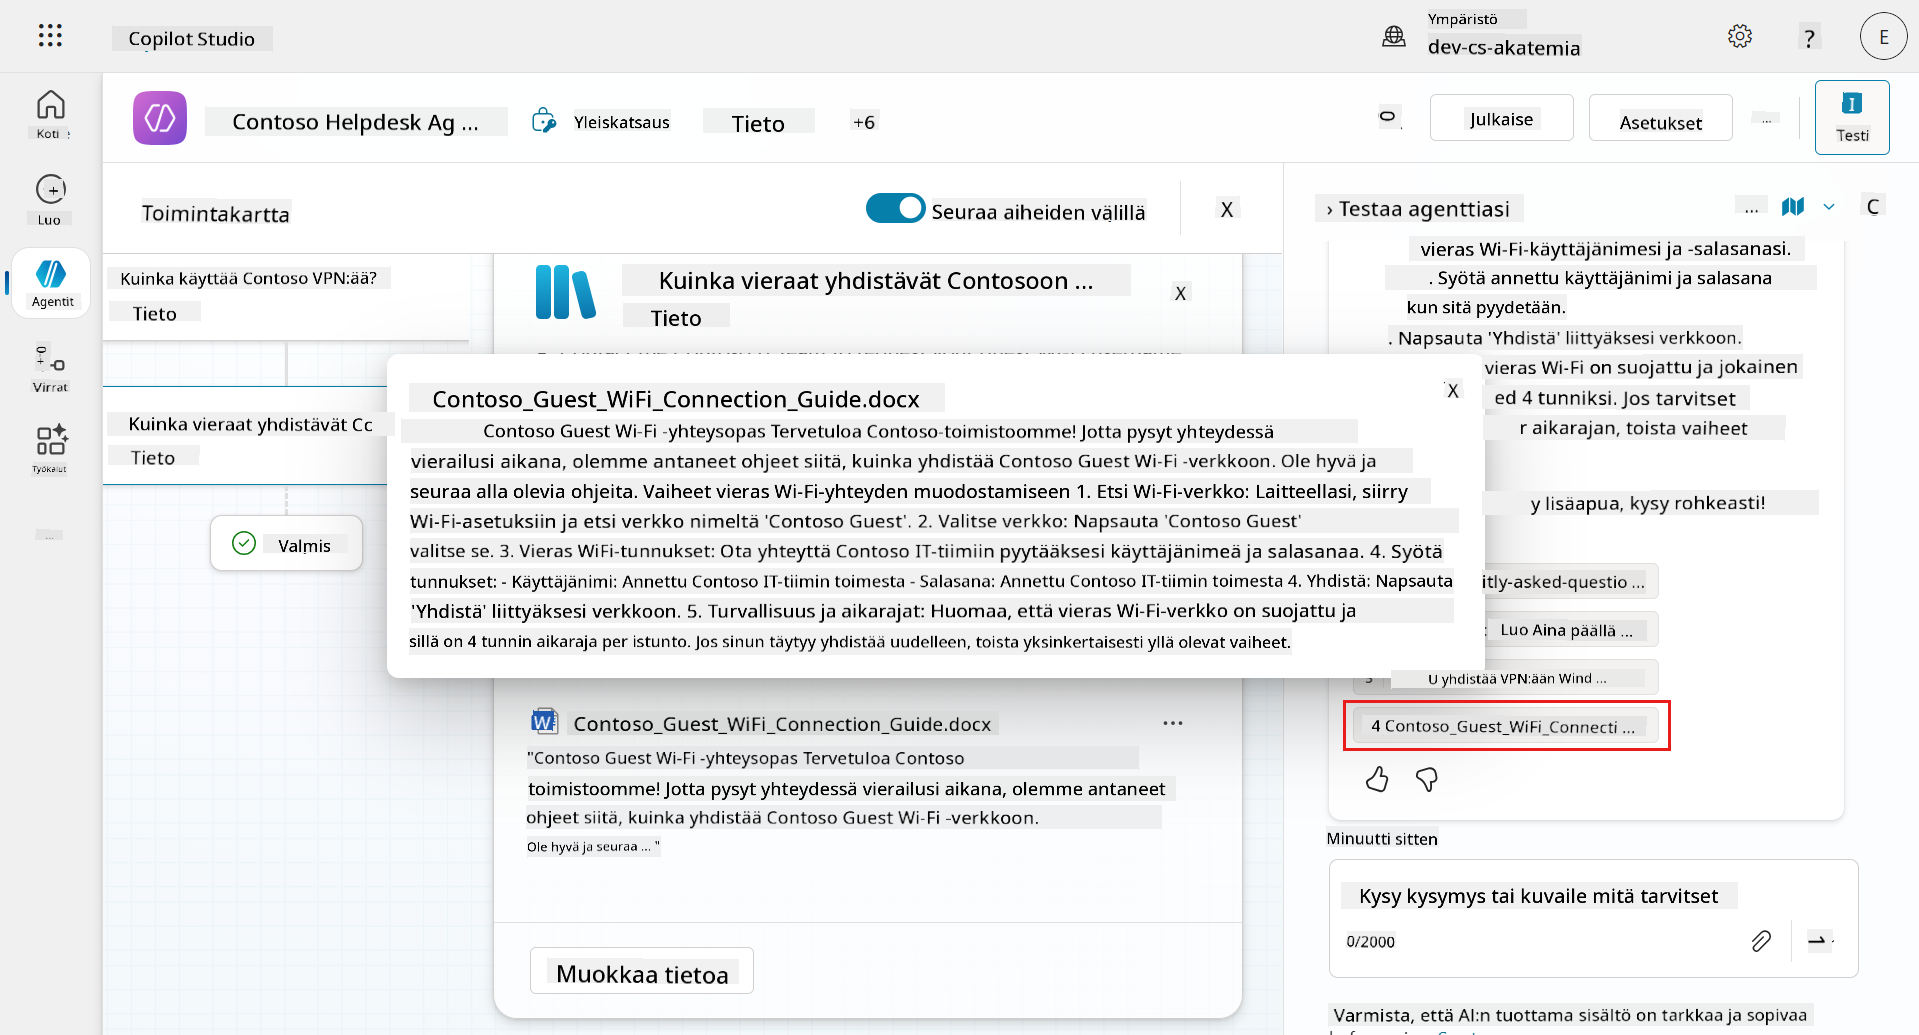 Copilot Studio
Ympäristö
dev-cs-akatemia
?
E
Koti
Luo
Agentit
Virrat
Työkalut
...
Contoso Helpdesk Ag ...
Yleiskatsaus
Tieto
+6
Julkaise
Asetukset
...
Testi
Toimintakartta
Seuraa aiheiden välillä
X
Kuinka käyttää Contoso VPN:ää?
Tieto
Kuinka vieraat yhdistävät Cc
Tieto
Valmis
Kuinka vieraat yhdistävät Contosoon ...
Tieto
X
Contoso_Guest_WiFi_Connection_Guide.docx
X
Contoso Guest Wi-Fi -yhteysopas Tervetuloa Contoso-toimistoomme! Jotta pysyt yhteydessä
vierailusi aikana, olemme antaneet ohjeet siitä, kuinka yhdistää Contoso Guest Wi-Fi -verkkoon. Ole hyvä ja
seuraa alla olevia ohjeita. Vaiheet vieras Wi-Fi-yhteyden muodostamiseen 1. Etsi Wi-Fi-verkko: Laitteellasi, siirry
Wi-Fi-asetuksiin ja etsi verkko nimeltä 'Contoso Guest'. 2. Valitse verkko: Napsauta 'Contoso Guest'
valitse se. 3. Vieras WiFi-tunnukset: Ota yhteyttä Contoso IT-tiimiin pyytääksesi käyttäjänimeä ja salasanaa. 4. Syötä
tunnukset: - Käyttäjänimi: Annettu Contoso IT-tiimin toimesta - Salasana: Annettu Contoso IT-tiimin toimesta 4. Yhdistä: Napsauta
'Yhdistä' liittyäksesi verkkoon. 5. Turvallisuus ja aikarajat: Huomaa, että vieras Wi-Fi-verkko on suojattu ja
sillä on 4 tunnin aikaraja per istunto. Jos sinun täytyy yhdistää uudelleen, toista yksinkertaisesti yllä olevat vaiheet.
Contoso_Guest_WiFi_Connection_Guide.docx
...
"Contoso Guest Wi-Fi -yhteysopas Tervetuloa Contoso
toimistoomme! Jotta pysyt yhteydessä vierailusi aikana, olemme antaneet
ohjeet siitä, kuinka yhdistää Contoso Guest Wi-Fi -verkkoon.
Ole hyvä ja seuraa ... "
Muokkaa tietoa
› Testaa agenttiasi
...
C
vieras Wi-Fi-käyttäjänimesi ja -salasanasi.
. Syötä annettu käyttäjänimi ja salasana
kun sitä pyydetään.
. Napsauta 'Yhdistä' liittyäksesi verkkoon.
vieras Wi-Fi on suojattu ja jokainen
ed 4 tunniksi. Jos tarvitset
r aikarajan, toista vaiheet
y lisäapua, kysy rohkeasti!
itly-asked-questio ...
: Luo Aina päällä ...
U yhdistää VPN:ään Wind ...
4 Contoso_Guest_WiFi_Connecti ...
Minuutti sitten
Kysy kysymys tai kuvaile mitä tarvitset
0/2000
Varmista, että AI:n tuottama sisältö on tarkkaa ja sopivaa